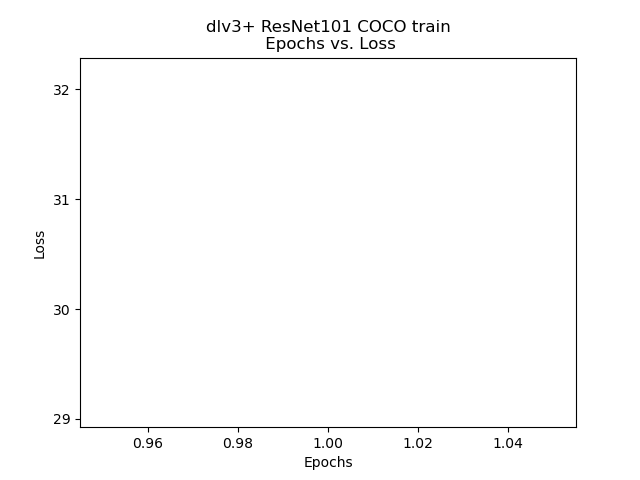 dlv3+ ResNet101 COCO train
Epochs vs. Loss
32
31
30
29
Loss
0.96 0.98 1.00 1.02 1.04
Epochs